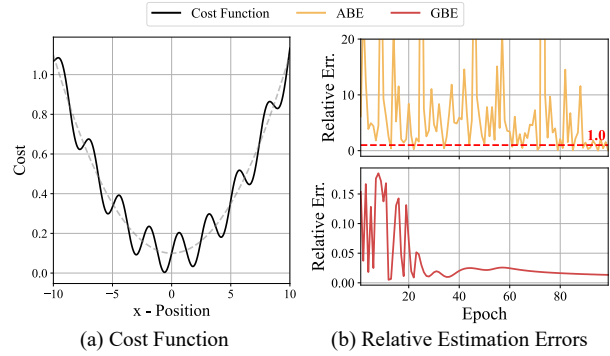 Cost Function ABE GBE
1.0
0.8
0.6
0.4
0.2
0.0
Cost
−10 −5 0 5 10
x - Position
(a) Cost Function
20
10
0
Relative Err.
1.0
0.15
0.10
0.05
0.00
Relative Err.
20 40 60 80
Epoch
(b) Relative Estimation Errors